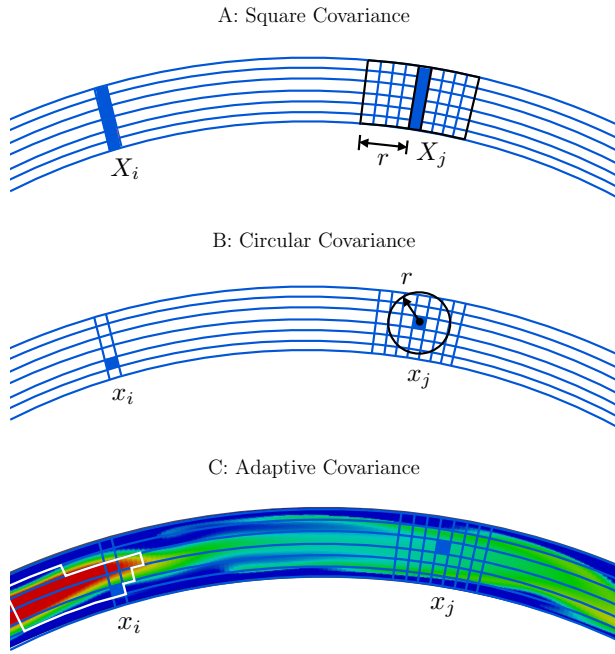 A: Square Covariance
X_i
r
X_j
B: Circular Covariance
r
x_i
x_j
C: Adaptive Covariance
x_i
x_j